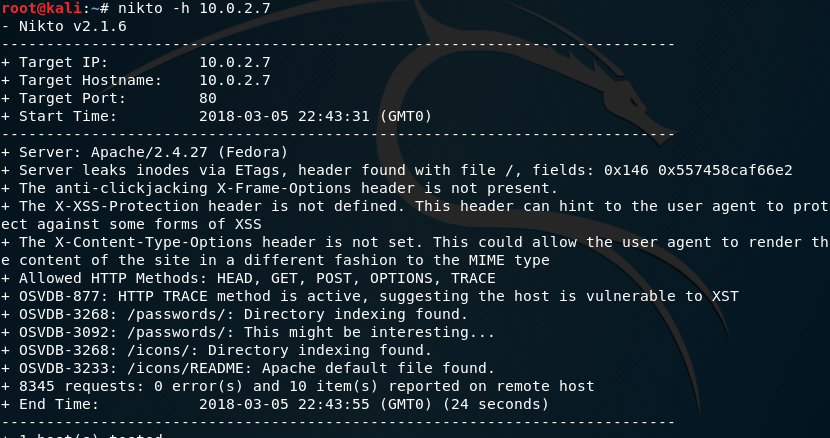 root@kali:~# nikto -h 10.0.2.7
- Nikto v2.1.6
---------------------------------------------------------------------------
+ Target IP:          10.0.2.7
+ Target Hostname:    10.0.2.7
+ Target Port:        80
+ Start Time:         2018-03-05 22:43:31 (GMT0)
---------------------------------------------------------------------------
+ Server: Apache/2.4.27 (Fedora)
+ Server leaks inodes via ETags, header found with file /, fields: 0x146 0x557458caf66e2
+ The anti-clickjacking X-Frame-Options header is not present.
+ The X-XSS-Protection header is not defined. This header can hint to the user agent to prot
ect against some forms of XSS
+ The X-Content-Type-Options header is not set. This could allow the user agent to render th
e content of the site in a different fashion to the MIME type
+ Allowed HTTP Methods: HEAD, GET, POST, OPTIONS, TRACE
+ OSVDB-877: HTTP TRACE method is active, suggesting the host is vulnerable to XST
+ OSVDB-3268: /passwords/: Directory indexing found.
+ OSVDB-3092: /passwords/: This might be interesting...
+ OSVDB-3268: /icons/: Directory indexing found.
+ OSVDB-3233: /icons/README: Apache default file found.
+ 8345 requests: 0 error(s) and 10 item(s) reported on remote host
+ End Time:           2018-03-05 22:43:55 (GMT0) (24 seconds)
---------------------------------------------------------------------------
+ 1 host(s) tested